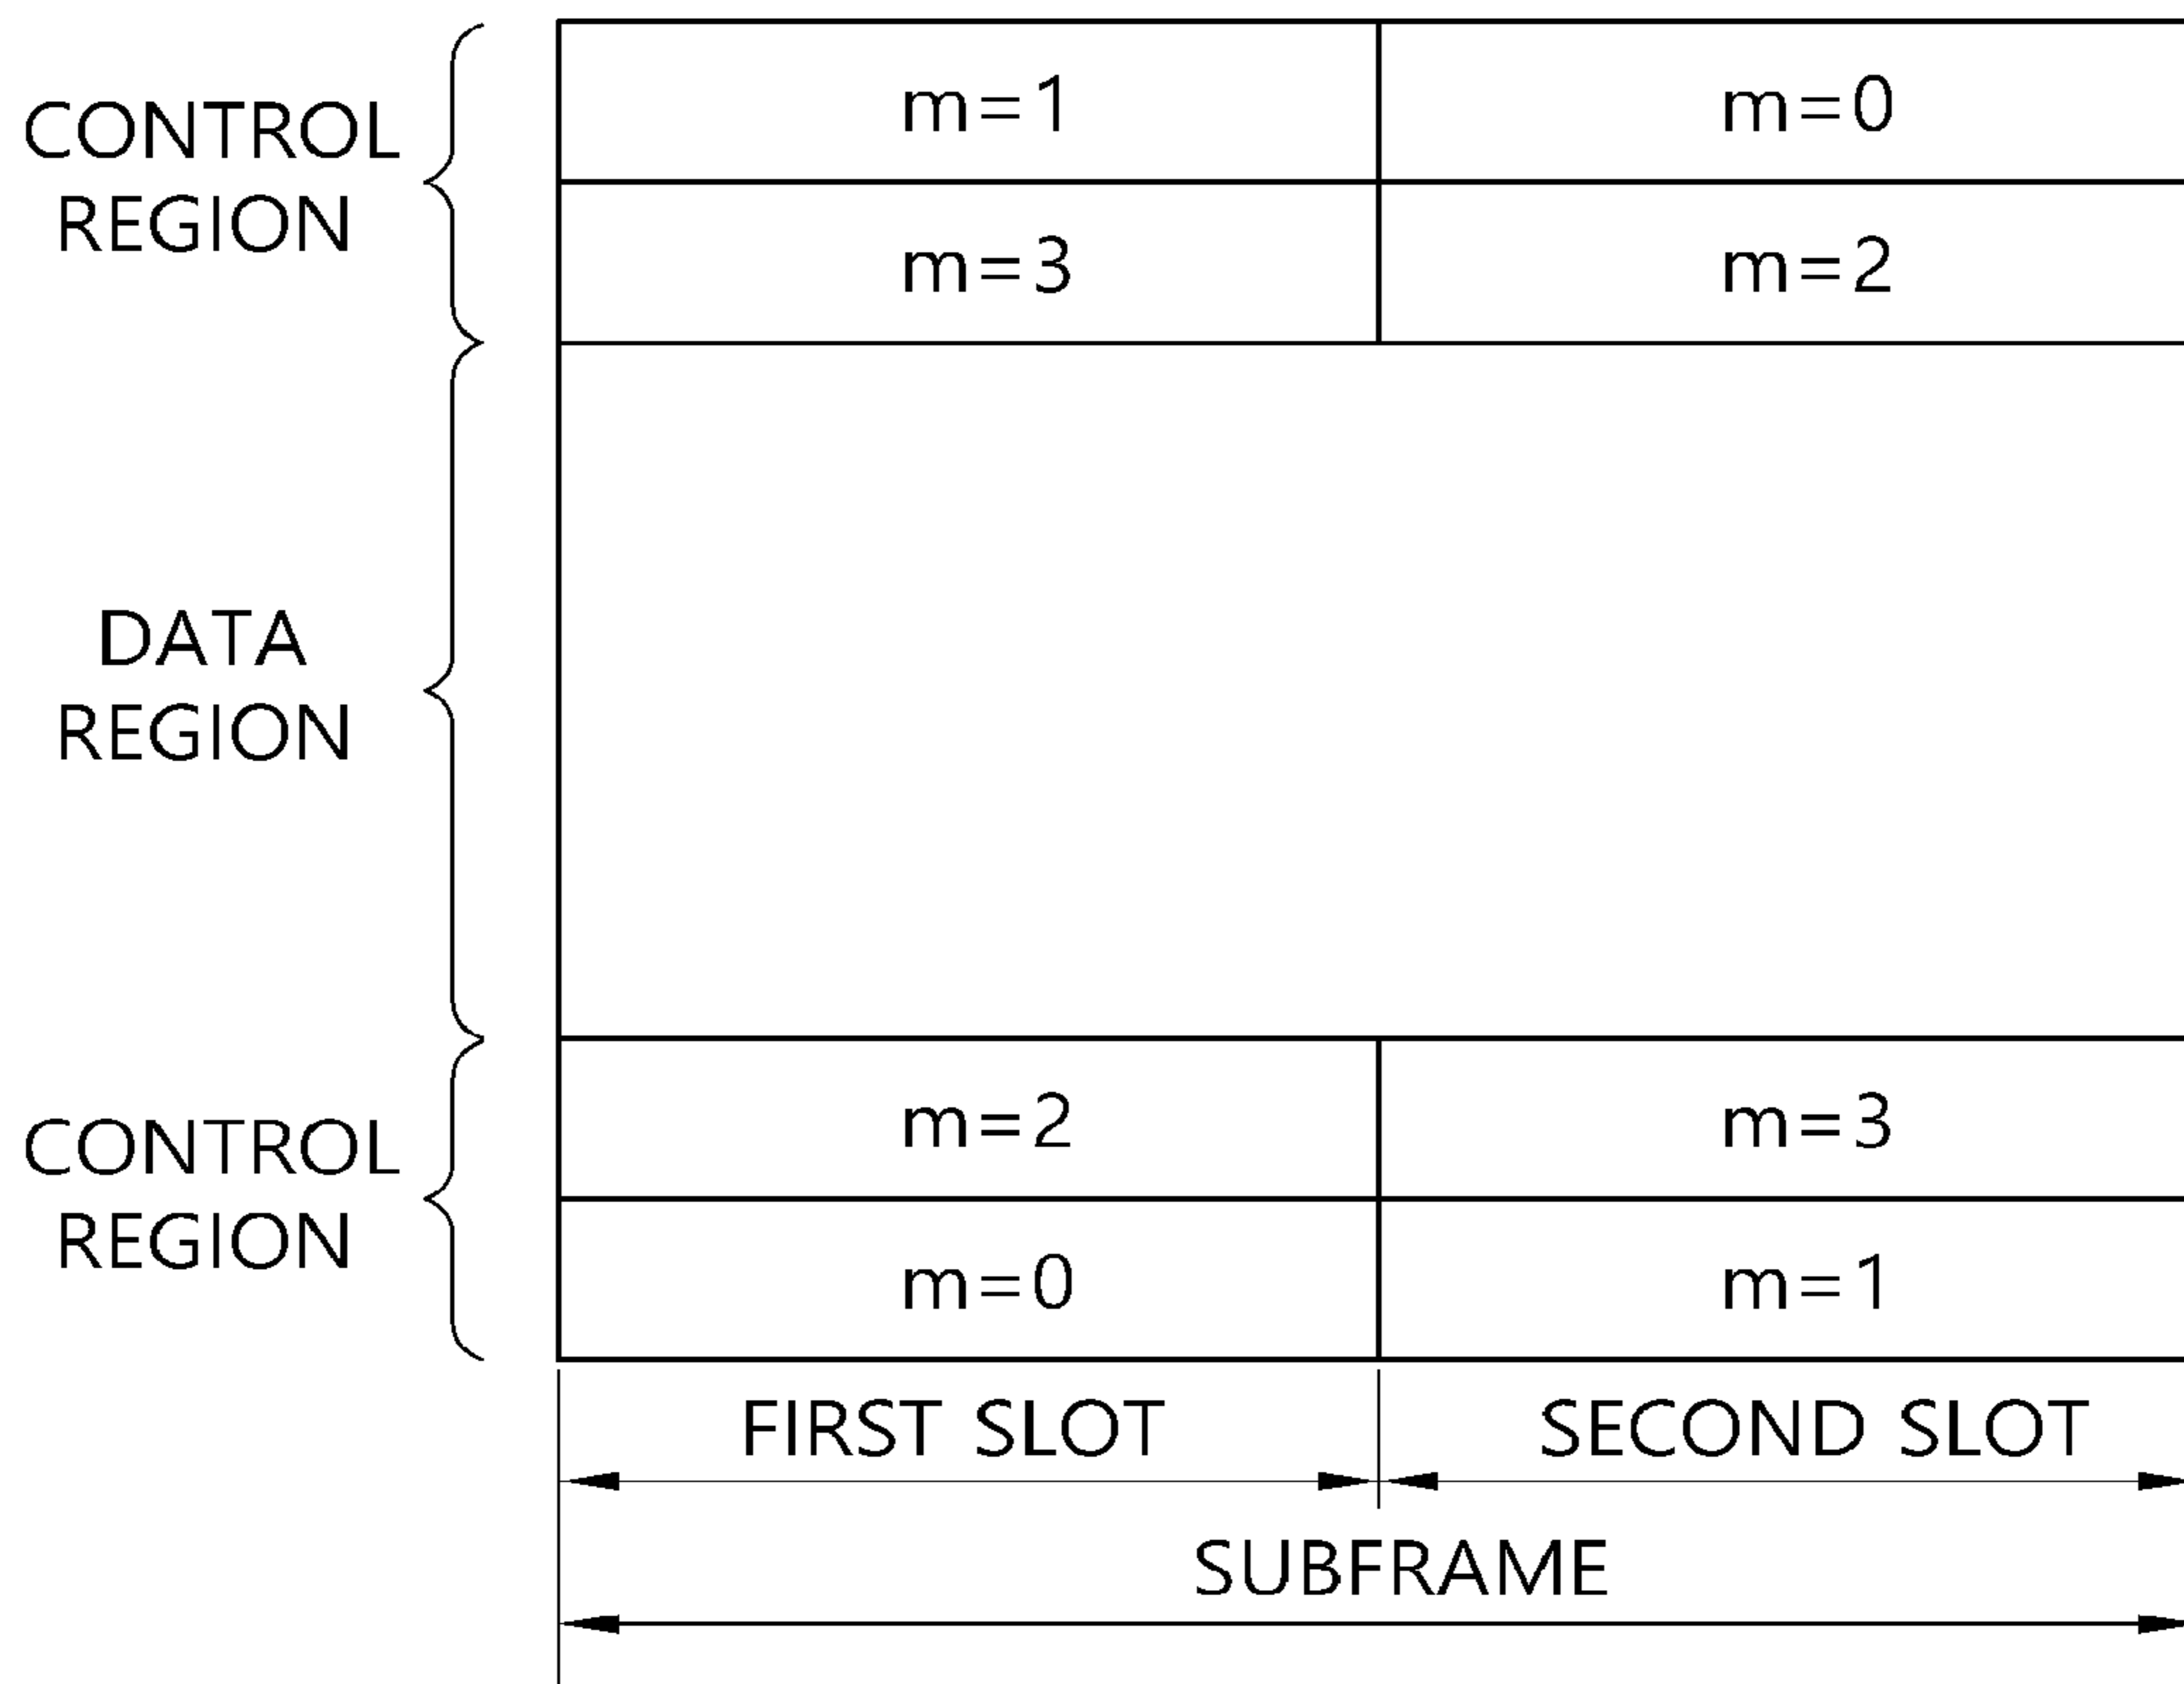 CONTROL
REGION
m=1
m=0
m=3
m=2
DATA
REGION
CONTROL
REGION
m=2
m=3
m=0
m=1
FIRST SLOT
SECOND SLOT
SUBFRAME